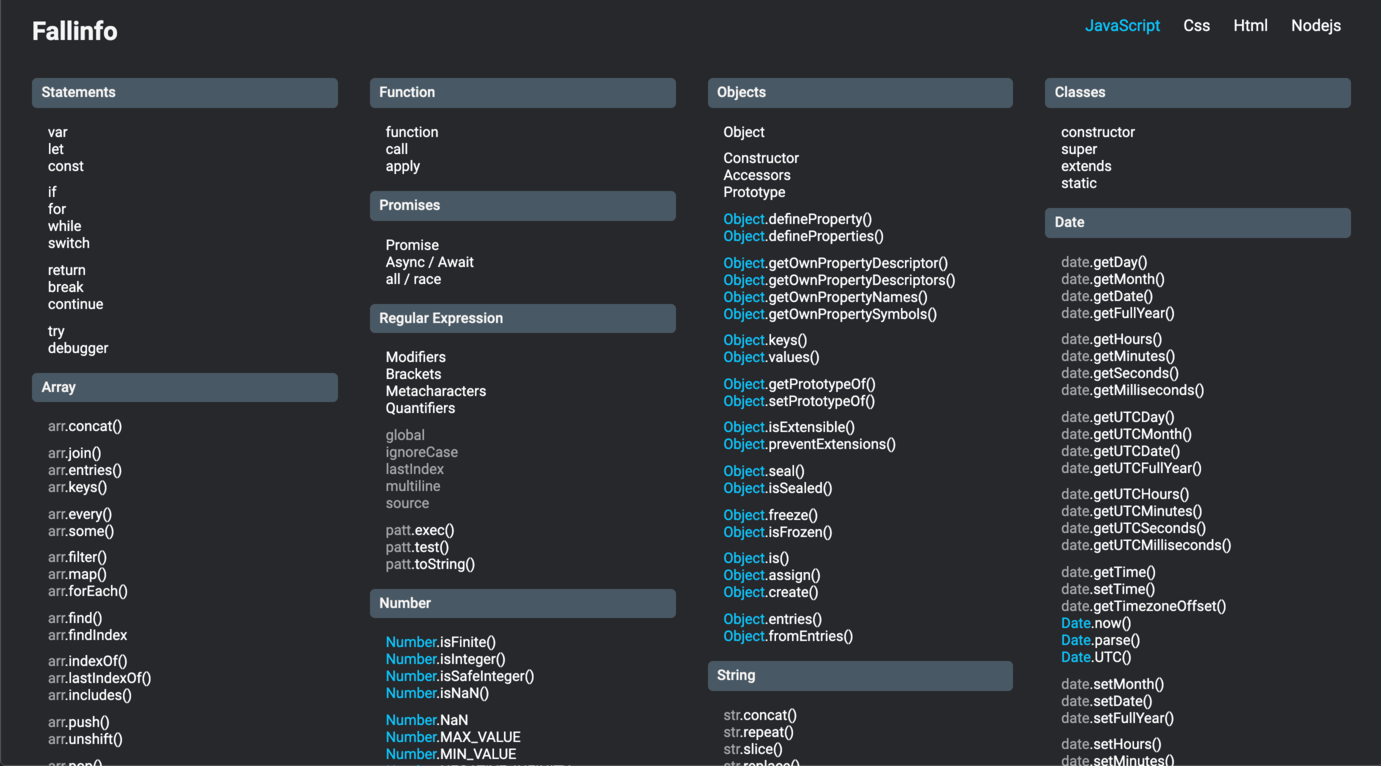 Fallinfo
JavaScript Css Html Nodejs
Statements
var
let
const
if
for
while
switch
return
break
continue
try
debugger
Array
arr.concat()
arr.join()
arr.entries()
arr.keys()
arr.every()
arr.some()
arr.filter()
arr.map()
arr.forEach()
arr.find()
arr.findIndex
arr.indexOf()
arr.lastIndexOf()
arr.includes()
arr.push()
arr.unshift()
arr.pop()
Function
function
call
apply
Promises
Promise
Async / Await
all / race
Regular Expression
Modifiers
Brackets
Metacharacters
Quantifiers
global
ignoreCase
lastIndex
multiline
source
patt.exec()
patt.test()
patt.toString()
Number
Number.isFinite()
Number.isInteger()
Number.isSafeInteger()
Number.isNaN()
Number.NaN
Number.MAX_VALUE
Number.MIN_VALUE
Objects
Object
Constructor
Accessors
Prototype
Object.defineProperty()
Object.defineProperties()
Object.getOwnPropertyDescriptor()
Object.getOwnPropertyDescriptors()
Object.getOwnPropertyNames()
Object.getOwnPropertySymbols()
Object.keys()
Object.values()
Object.getPrototypeOf()
Object.setPrototypeOf()
Object.isExtensible()
Object.preventExtensions()
Object.seal()
Object.isSealed()
Object.freeze()
Object.isFrozen()
Object.is()
Object.assign()
Object.create()
Object.entries()
Object.fromEntries()
String
str.concat()
str.repeat()
str.slice()
str.replace()
Classes
constructor
super
extends
static
Date
date.getDay()
date.getMonth()
date.getDate()
date.getFullYear()
date.getHours()
date.getMinutes()
date.getSeconds()
date.getMilliseconds()
date.getUTCDay()
date.getUTCMonth()
date.getUTCDate()
date.getUTCFullYear()
date.getUTCHours()
date.getUTCMinutes()
date.getUTCSeconds()
date.getUTCMilliseconds()
date.getTime()
date.setTime()
date.getTimezoneOffset()
Date.now()
Date.parse()
Date.UTC()
date.setMonth()
date.setDate()
date.setFullYear()
date.setHours()
date.setMinutes()